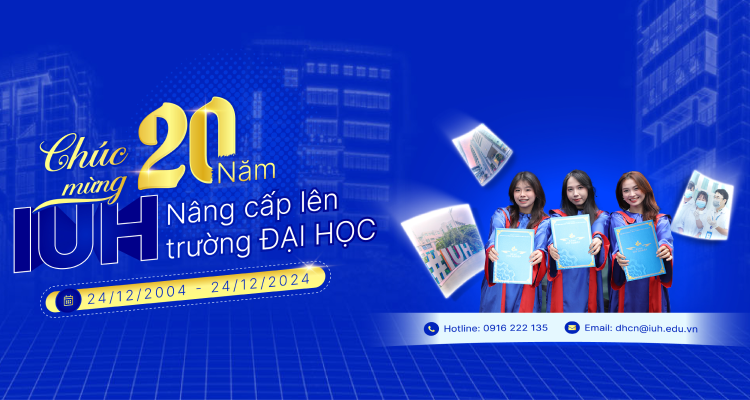 Chúc
mừng
20
Năm
IUH
Nâng cấp lên
trường ĐẠI HỌC
24/12/2004 - 24/12/2024
#IUH
Hotline: 0916 222 135
Email: dhcn@iuh.edu.vn